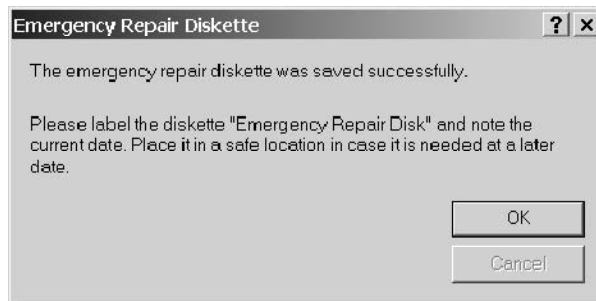 Emergency Repair Diskette
The emergency repair diskette was saved successfully.
Please label the diskette "Emergency Repair Disk" and note the
current date. Place it in a safe location in case it is needed at a later
date.
OK
Cancel